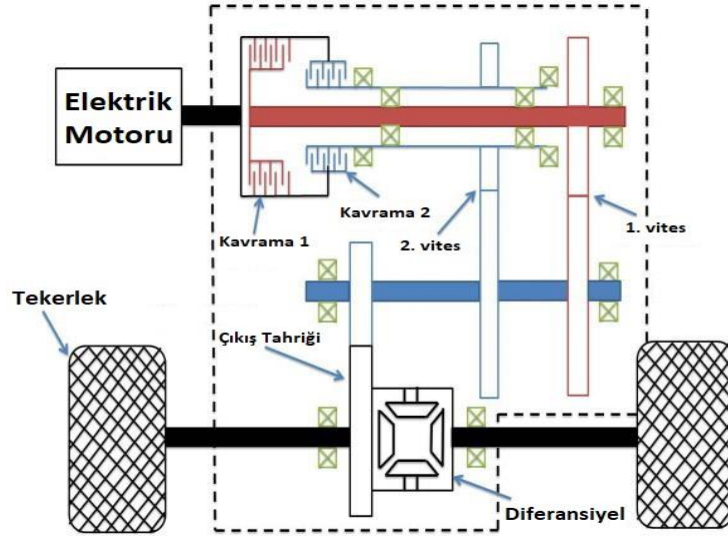 Elektrik
Motoru
Kavrama 1
Kavrama 2
2. vites
1. vites
Tekerlek
Çıkış Tahriği
Diferansiyel